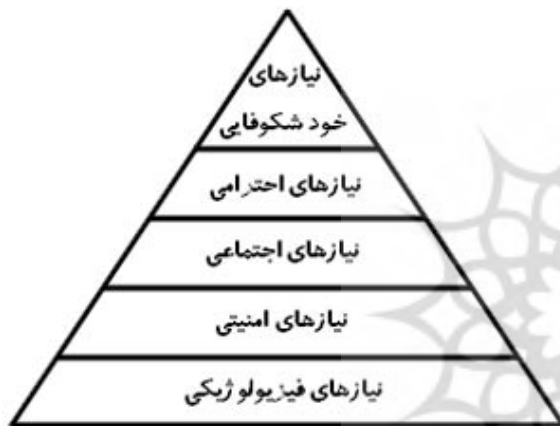 نیازهای
خود شکوفایی
نیازهای احترامی
نیازهای اجتماعی
نیازهای امنیتی
نیازهای فیزیولوژیکی